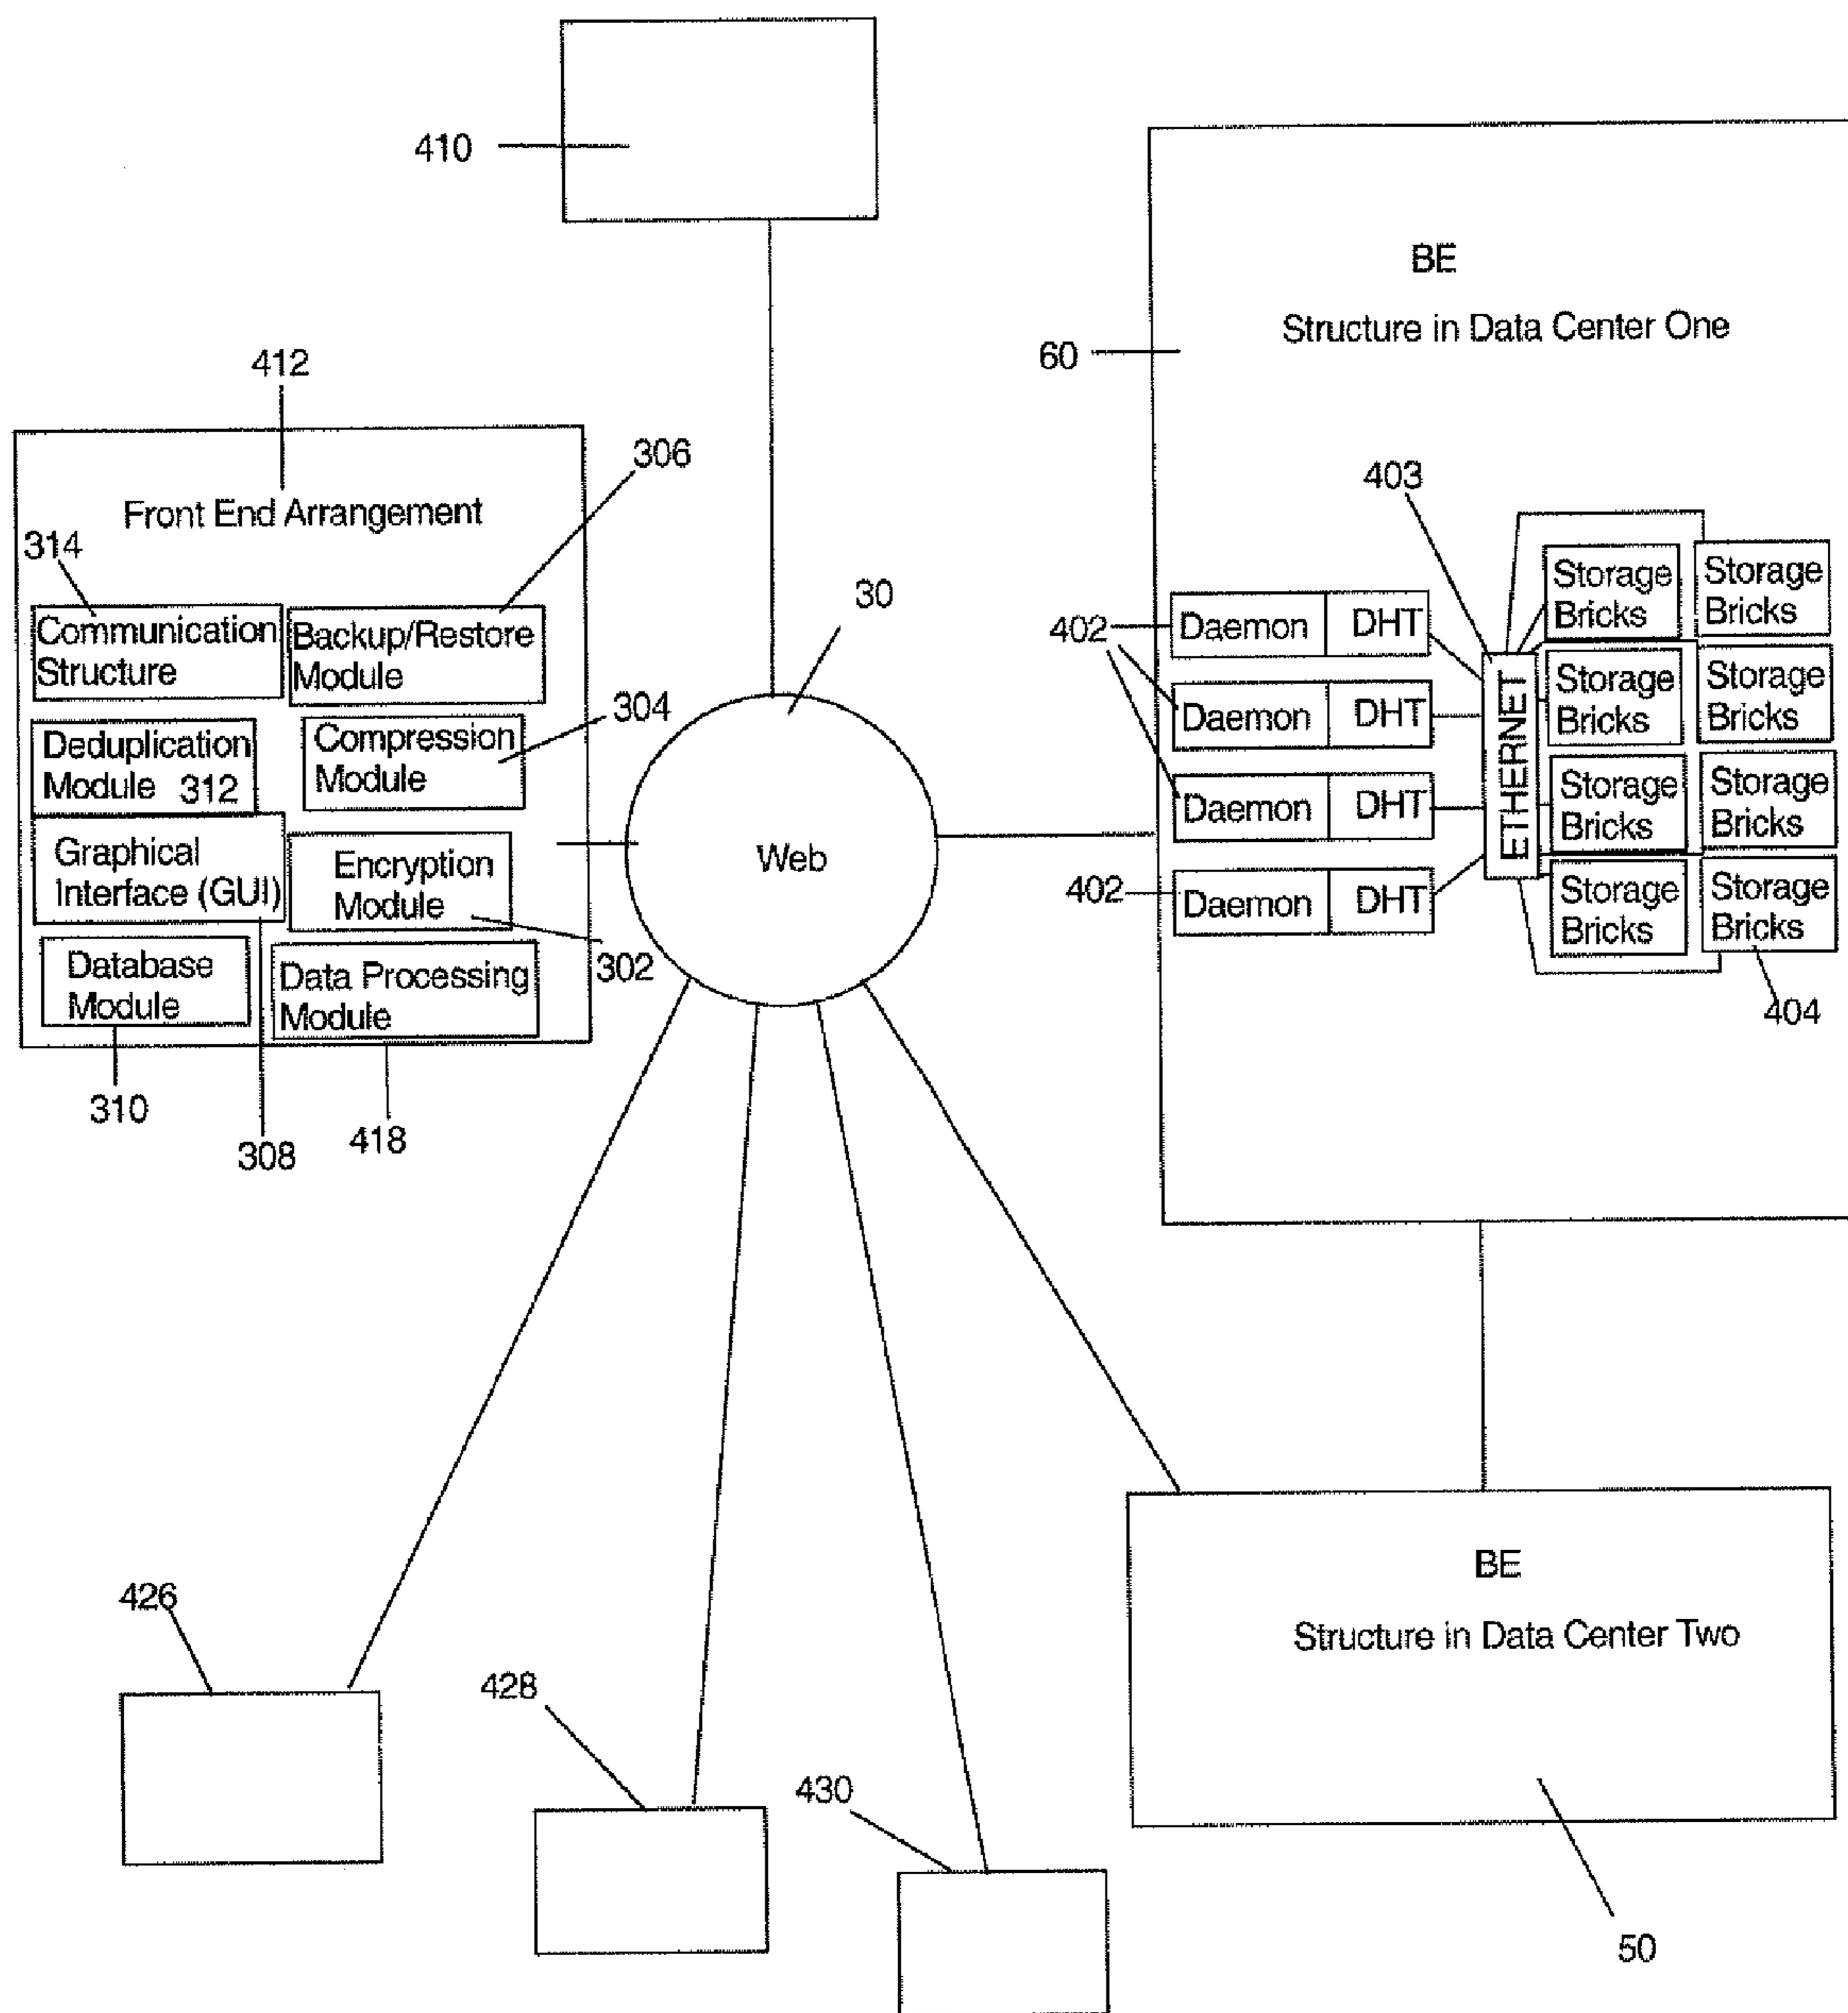 410
BE
Structure in Data Center One
60
412
Front End Arrangement
306
314
Communication
Structure
Backup/Restore
Module
304
Deduplication
Module 312
Compression
Module
Graphical
Interface (GUI)
Encryption
Module
302
Database
Module
Data Processing
Module
310
308
418
30
Web
403
402
Daemon DHT
Daemon DHT
Daemon DHT
402
Daemon DHT
ETHERNET
Storage
Bricks
Storage
Bricks
Storage
Bricks
Storage
Bricks
Storage
Bricks
Storage
Bricks
Storage
Bricks
Storage
Bricks
404
BE
Structure in Data Center Two
50
426
428
430